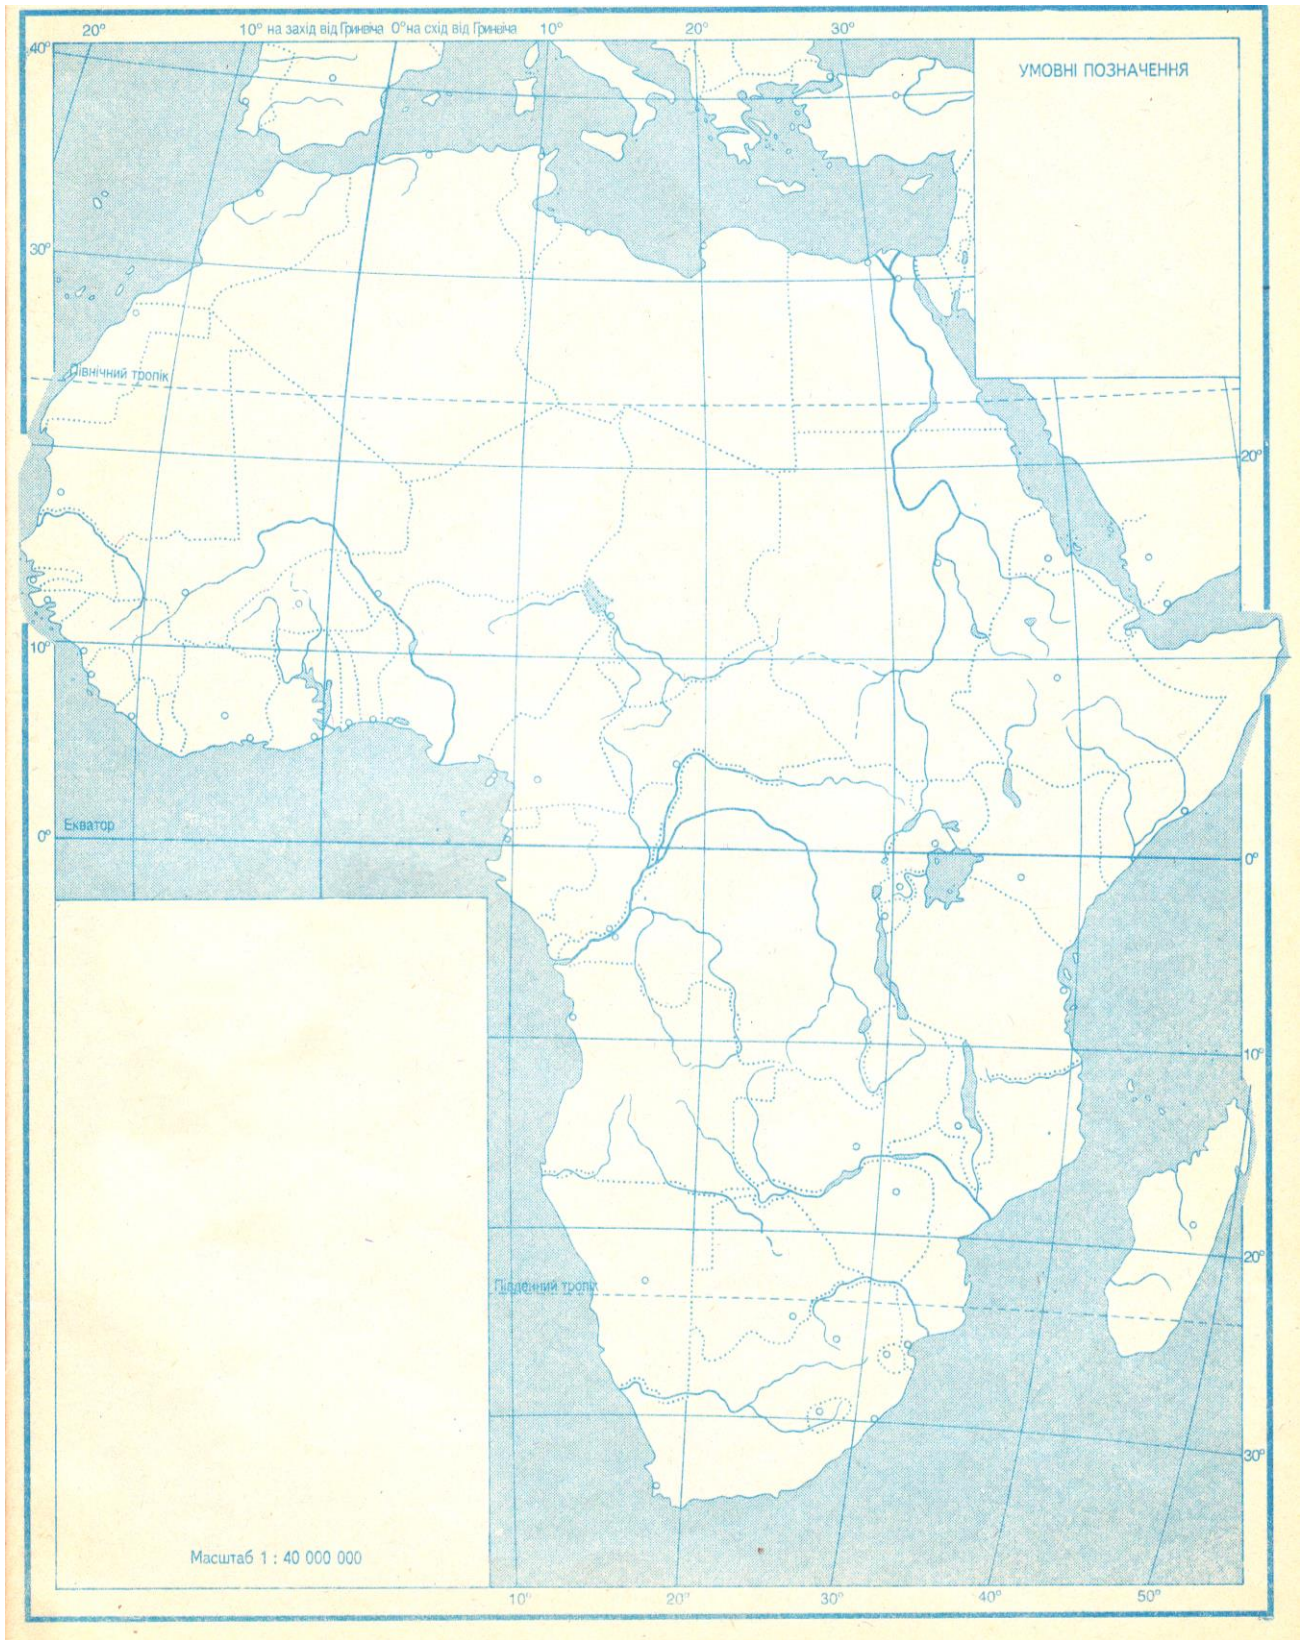 20° 10° на захід від Гринвіча 0° на схід від Гринвіча 10° 20° 30°
40°
УМОВНІ ПОЗНАЧЕННЯ
30°
Північний тропік
20°
10°
Екватор
0° 0°
10°
20°
Південний тропік
30°
Масштаб 1 : 40 000 000
10° 20° 30° 40° 50°